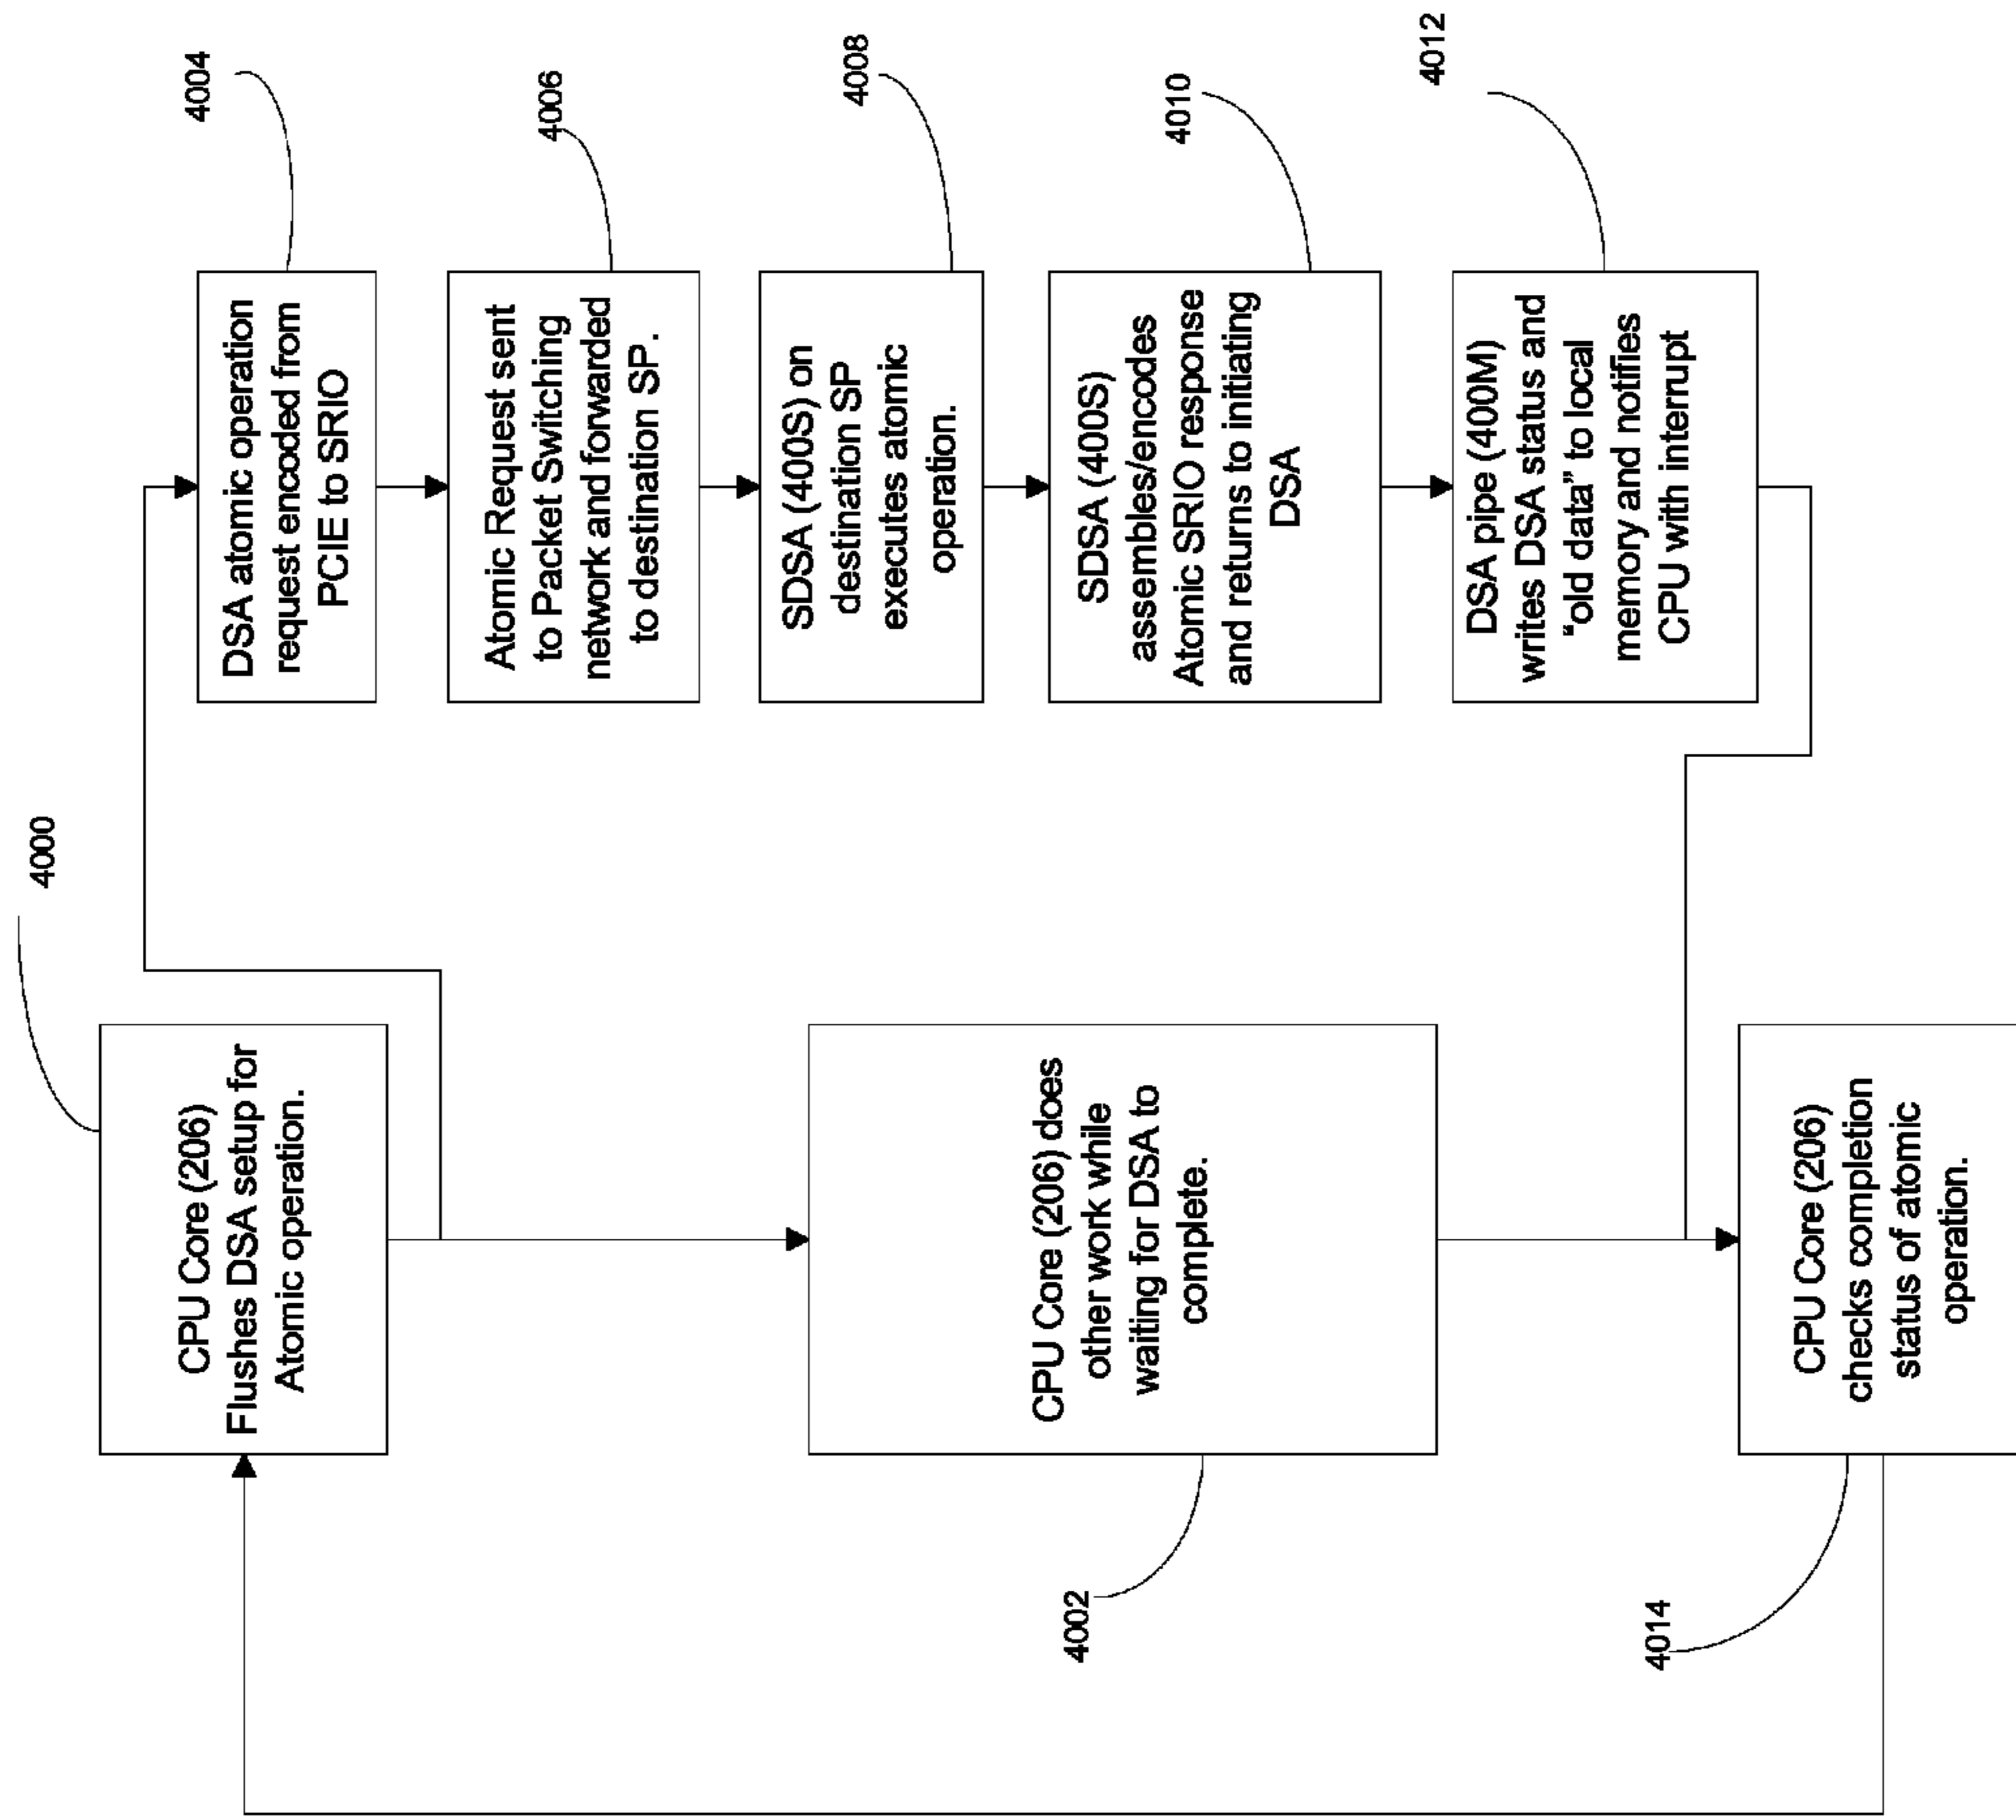 4000
CPU Core (206)
Flushes DSA setup for
Atomic operation.
4002
CPU Core (206) does
other work while
waiting for DSA to
complete.
4014
CPU Core (206)
checks completion
status of atomic
operation.
4004
DSA atomic operation
request encoded from
PCIE to SRIO
4006
Atomic Request sent
to Packet Switching
network and forwarded
to destination SP.
4008
SDSA (400S) on
destination SP
executes atomic
operation.
4010
SDSA (400S)
assembles/encodes
Atomic SRIO response
and returns to initiating
DSA
4012
DSA pipe (400M)
writes DSA status and
“old data” to local
memory and notifies
CPU with interrupt